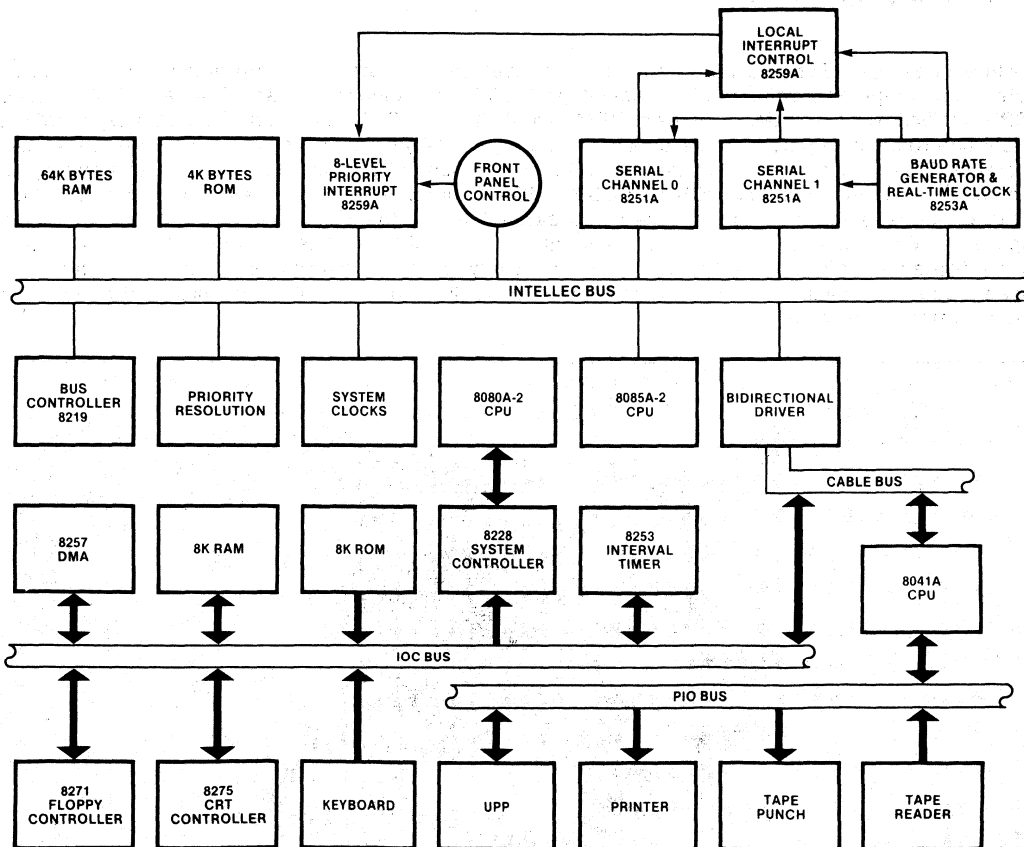 LOCAL
INTERRUPT
CONTROL
8259A
64K BYTES
RAM
4K BYTES
ROM
8-LEVEL
PRIORITY
INTERRUPT
8259A
FRONT
PANEL
CONTROL
SERIAL
CHANNEL 0
8251A
SERIAL
CHANNEL 1
8251A
BAUD RATE
GENERATOR &
REAL-TIME CLOCK
8253A
INTELLEC BUS
BUS
CONTROLLER
8219
PRIORITY
RESOLUTION
SYSTEM
CLOCKS
8080A-2
CPU
8085A-2
CPU
BIDIRECTIONAL
DRIVER
CABLE BUS
8257
DMA
8K RAM
8K ROM
8228
SYSTEM
CONTROLLER
8253
INTERVAL
TIMER
8041A
CPU
IOC BUS
PIO BUS
8271
FLOPPY
CONTROLLER
8275
CRT
CONTROLLER
KEYBOARD
UPP
PRINTER
TAPE
PUNCH
TAPE
READER